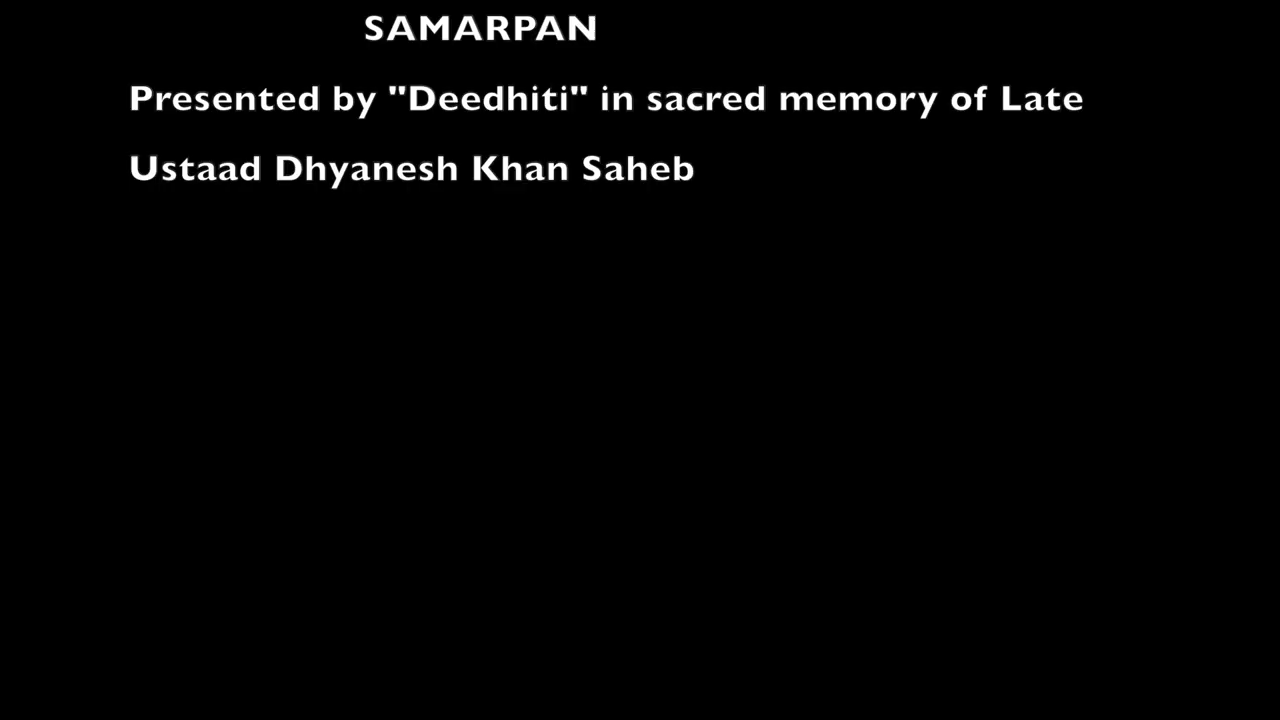 SAMARPAN
Presented by "Deedhiti" in sacred memory of Late
Ustaad Dhyanesh Khan Saheb